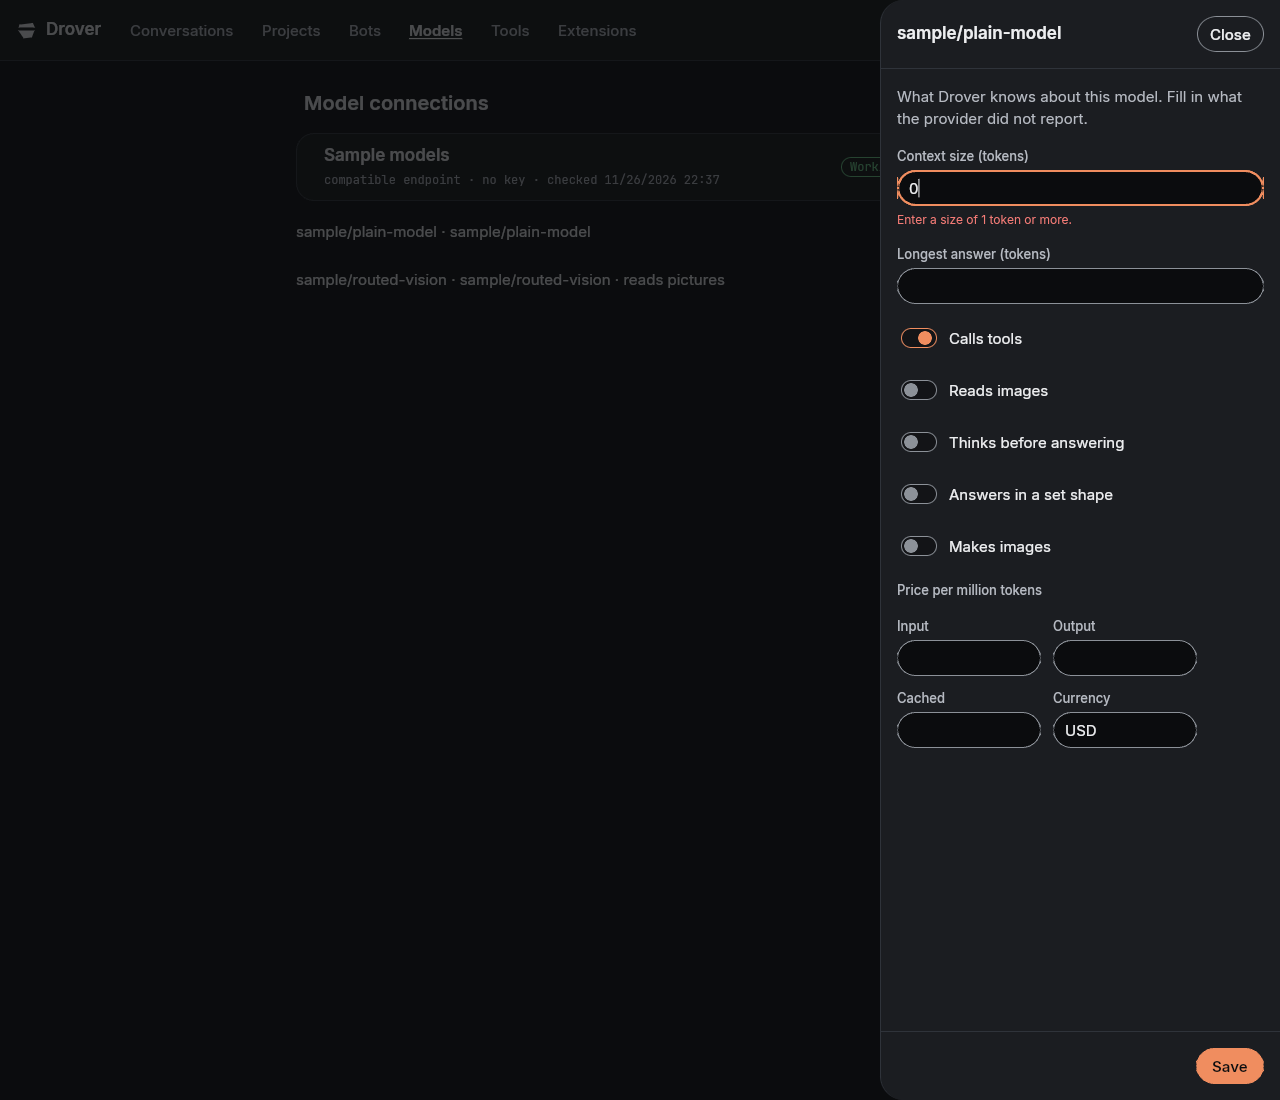 Drover
Conversations
Projects
Bots
Models
Tools
Extensions
Model connections
Sample models
compatible endpoint · no key · checked 11/26/2026 22:37
Work
sample/plain-model · sample/plain-model
sample/routed-vision · sample/routed-vision · reads pictures
sample/plain-model
Close
What Drover knows about this model. Fill in what
the provider did not report.
Context size (tokens)
0
Enter a size of 1 token or more.
Longest answer (tokens)
Calls tools
Reads images
Thinks before answering
Answers in a set shape
Makes images
Price per million tokens
Input
Output
Cached
Currency
USD
Save